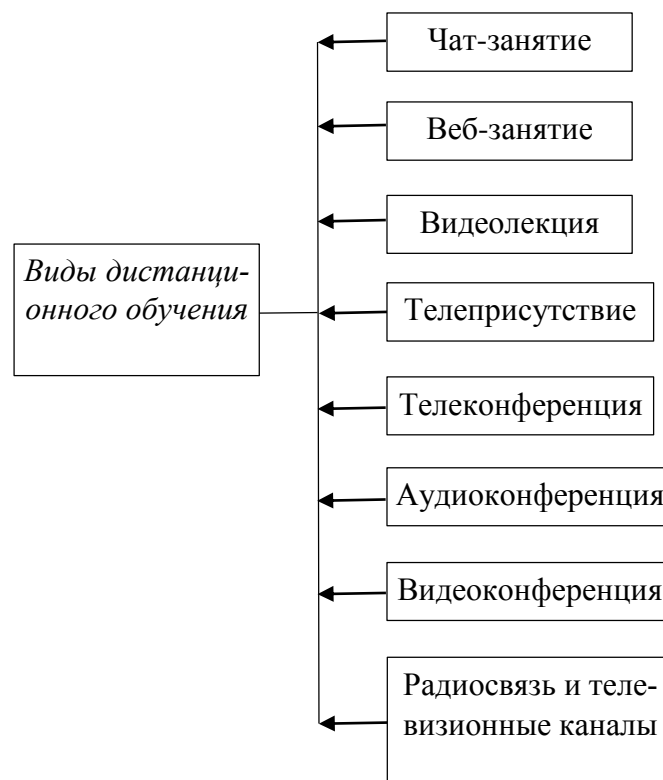 Чат-занятие
Веб-занятие
Видеолекция
Виды дистанци-
онного обучения
Телеприсутствие
Телеконференция
Аудиоконференция
Видеоконференция
Радиосвязь и теле-
визионные каналы